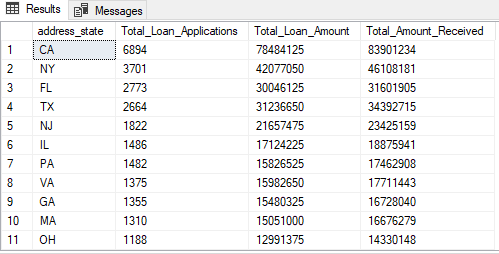 Results Messages
address_state Total_Loan_Applications Total_Loan_Amount Total_Amount_Received
1 CA 6894 78484125 83901234
2 NY 3701 42077050 46108181
3 FL 2773 30046125 31601905
4 TX 2664 31236650 34392715
5 NJ 1822 21657475 23425159
6 IL 1486 17124225 18875941
7 PA 1482 15826525 17462908
8 VA 1375 15982650 17711443
9 GA 1355 15480325 16728040
10 MA 1310 15051000 16676279
11 OH 1188 12991375 14330148